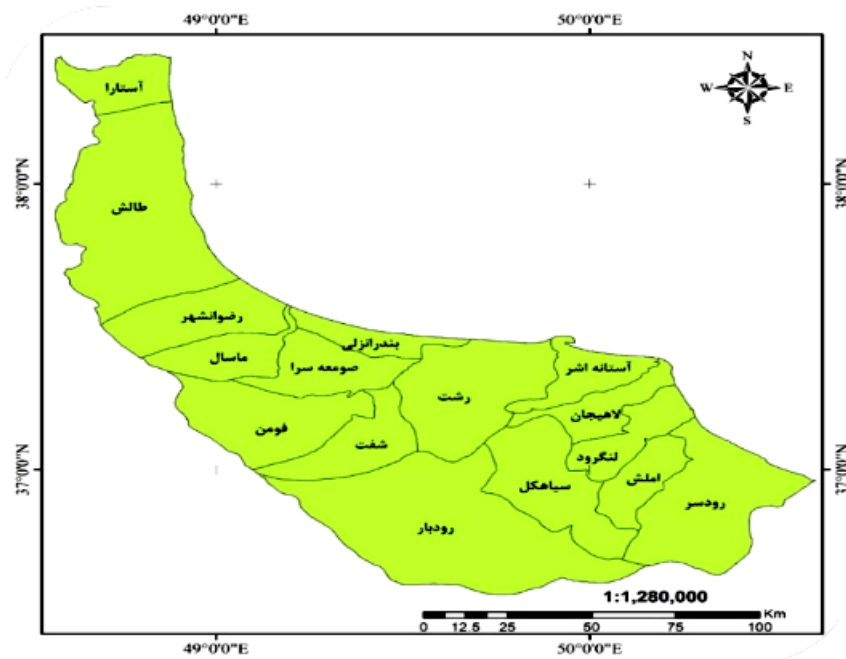 49°0'0"E 50°0'0"E
N
W E
S
آستارا
38°0'0"N 38°0'0"N
طالش
رضوانشهر
بندرانزلی
ماسال
صومعه سرا
آستانه اشر
رشت
لاهیجان
فومن
شفت
لنگرود
37°0'0"N 37°0'0"N
املش
سیاهکل
رودسر
رودبار
1:1,280,000
Km
0 12.5 25 50 75 100
49°0'0"E 50°0'0"E